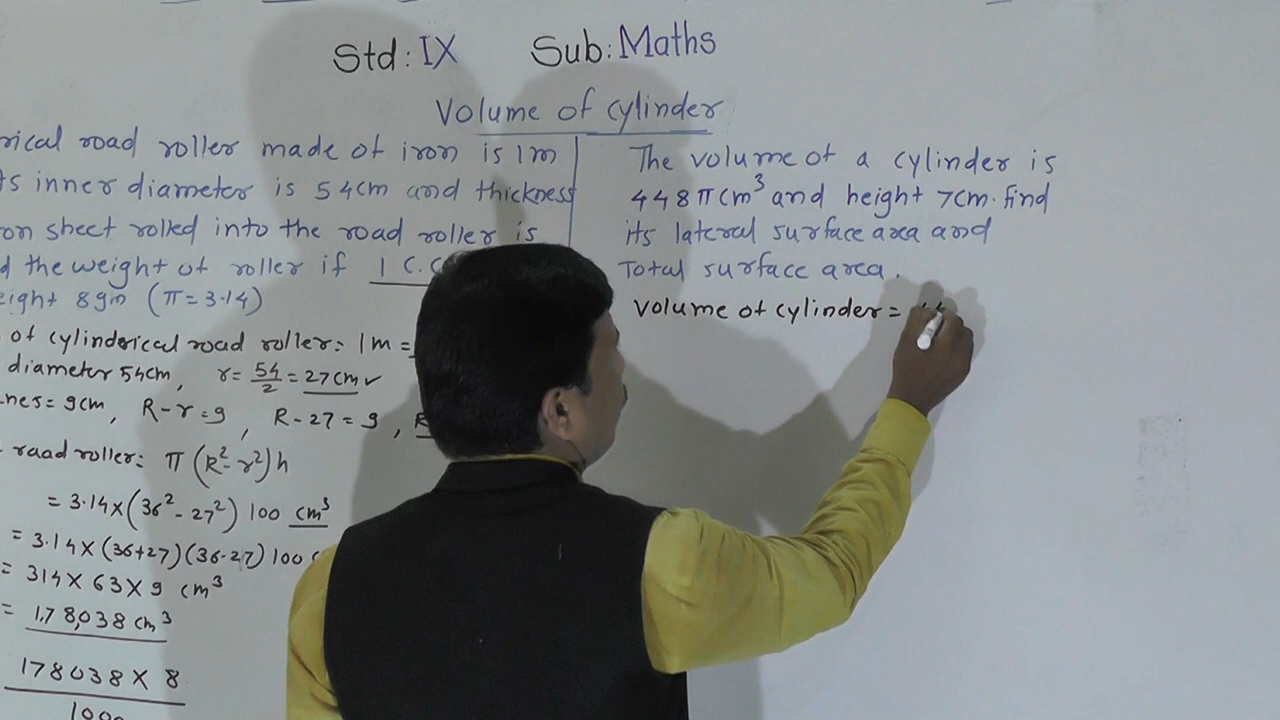 Std: IX Sub: Maths
Volume of cylinder
rical road roller made of iron is 1m
ts inner diameter is 54cm and thickness
on sheet rolled into the road roller is
d the weight of roller if 1 C.C
eight 8gm (π=3.14)
of cylinderical road roller= 1m =
diameter 54cm, r= 54/2 = 27cm ✓
nes= 9cm, R-r=9, R-27=9,
raad roller= π(R²-r²)h
= 3.14×(36²-27²) 100 cm³
= 3.14×(36+27)(36-27) 100
= 314×63×9 cm³
= 1,78,038 cm³
178038×8
The volume of a cylinder is
448π cm³ and height 7cm. find
its lateral surface area and
Total surface area.
Volume of cylinder =